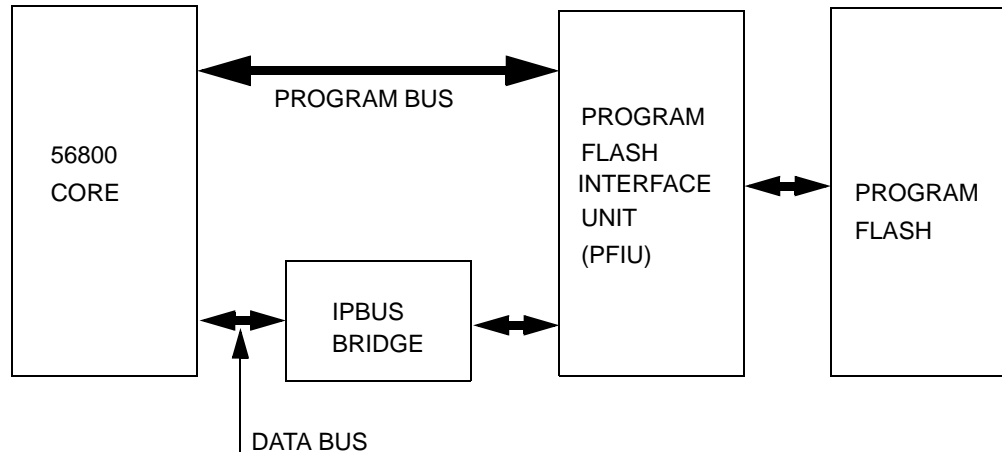 56800
CORE
PROGRAM BUS
PROGRAM
FLASH
INTERFACE
UNIT
(PFIU)
PROGRAM
FLASH
IPBUS
BRIDGE
DATA BUS